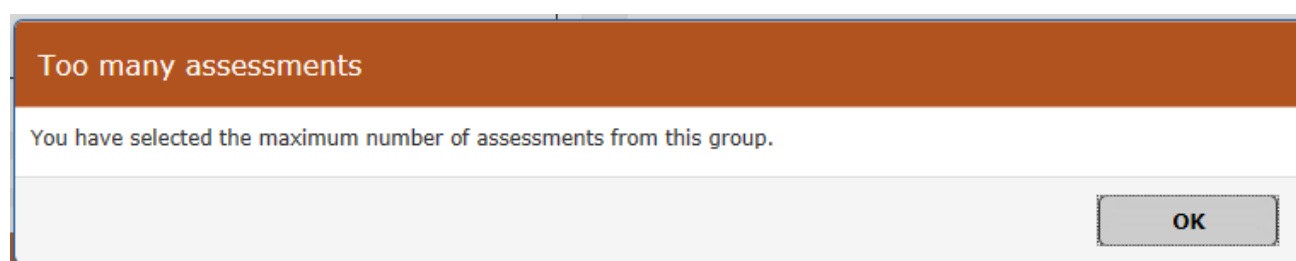 Too many assessments
You have selected the maximum number of assessments from this group.
OK